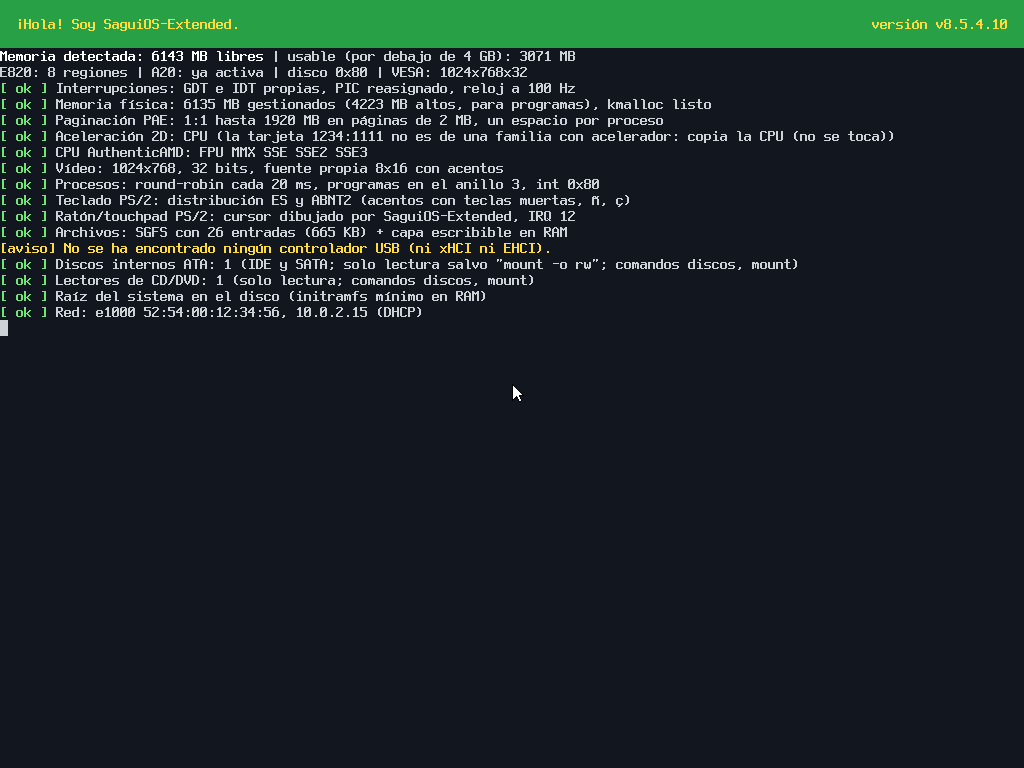 ¡Hola! Soy SaguiOS-Extended.
versión v8.5.4.10
Memoria detectada: 6143 MB libres | usable (por debajo de 4 GB): 3071 MB
E820: 8 regiones | A20: ya activa | disco 0x80 | VESA: 1024x768x32
[ ok ] Interrupciones: GDT e IDT propias, PIC reasignado, reloj a 100 Hz
[ ok ] Memoria física: 6135 MB gestionados (4223 MB altos, para programas), kmalloc listo
[ ok ] Paginación PAE: 1:1 hasta 1920 MB en páginas de 2 MB, un espacio por proceso
[ ok ] Aceleración 2D: CPU (la tarjeta 1234:1111 no es de una familia con acelerador: copia la CPU (no se toca))
[ ok ] CPU AuthenticAMD: FPU MMX SSE SSE2 SSE3
[ ok ] Vídeo: 1024x768, 32 bits, fuente propia 8x16 con acentos
[ ok ] Procesos: round-robin cada 20 ms, programas en el anillo 3, int 0x80
[ ok ] Teclado PS/2: distribución ES y ABNT2 (acentos con teclas muertas, ñ, ç)
[ ok ] Ratón/touchpad PS/2: cursor dibujado por SaguiOS-Extended, IRQ 12
[ ok ] Archivos: SGFS con 26 entradas (665 KB) + capa escribible en RAM
[aviso] No se ha encontrado ningún controlador USB (ni xHCI ni EHCI).
[ ok ] Discos internos ATA: 1 (IDE y SATA; solo lectura salvo "mount -o rw"; comandos discos, mount)
[ ok ] Lectores de CD/DVD: 1 (solo lectura; comandos discos, mount)
[ ok ] Raíz del sistema en el disco (initramfs mínimo en RAM)
[ ok ] Red: e1000 52:54:00:12:34:56, 10.0.2.15 (DHCP)